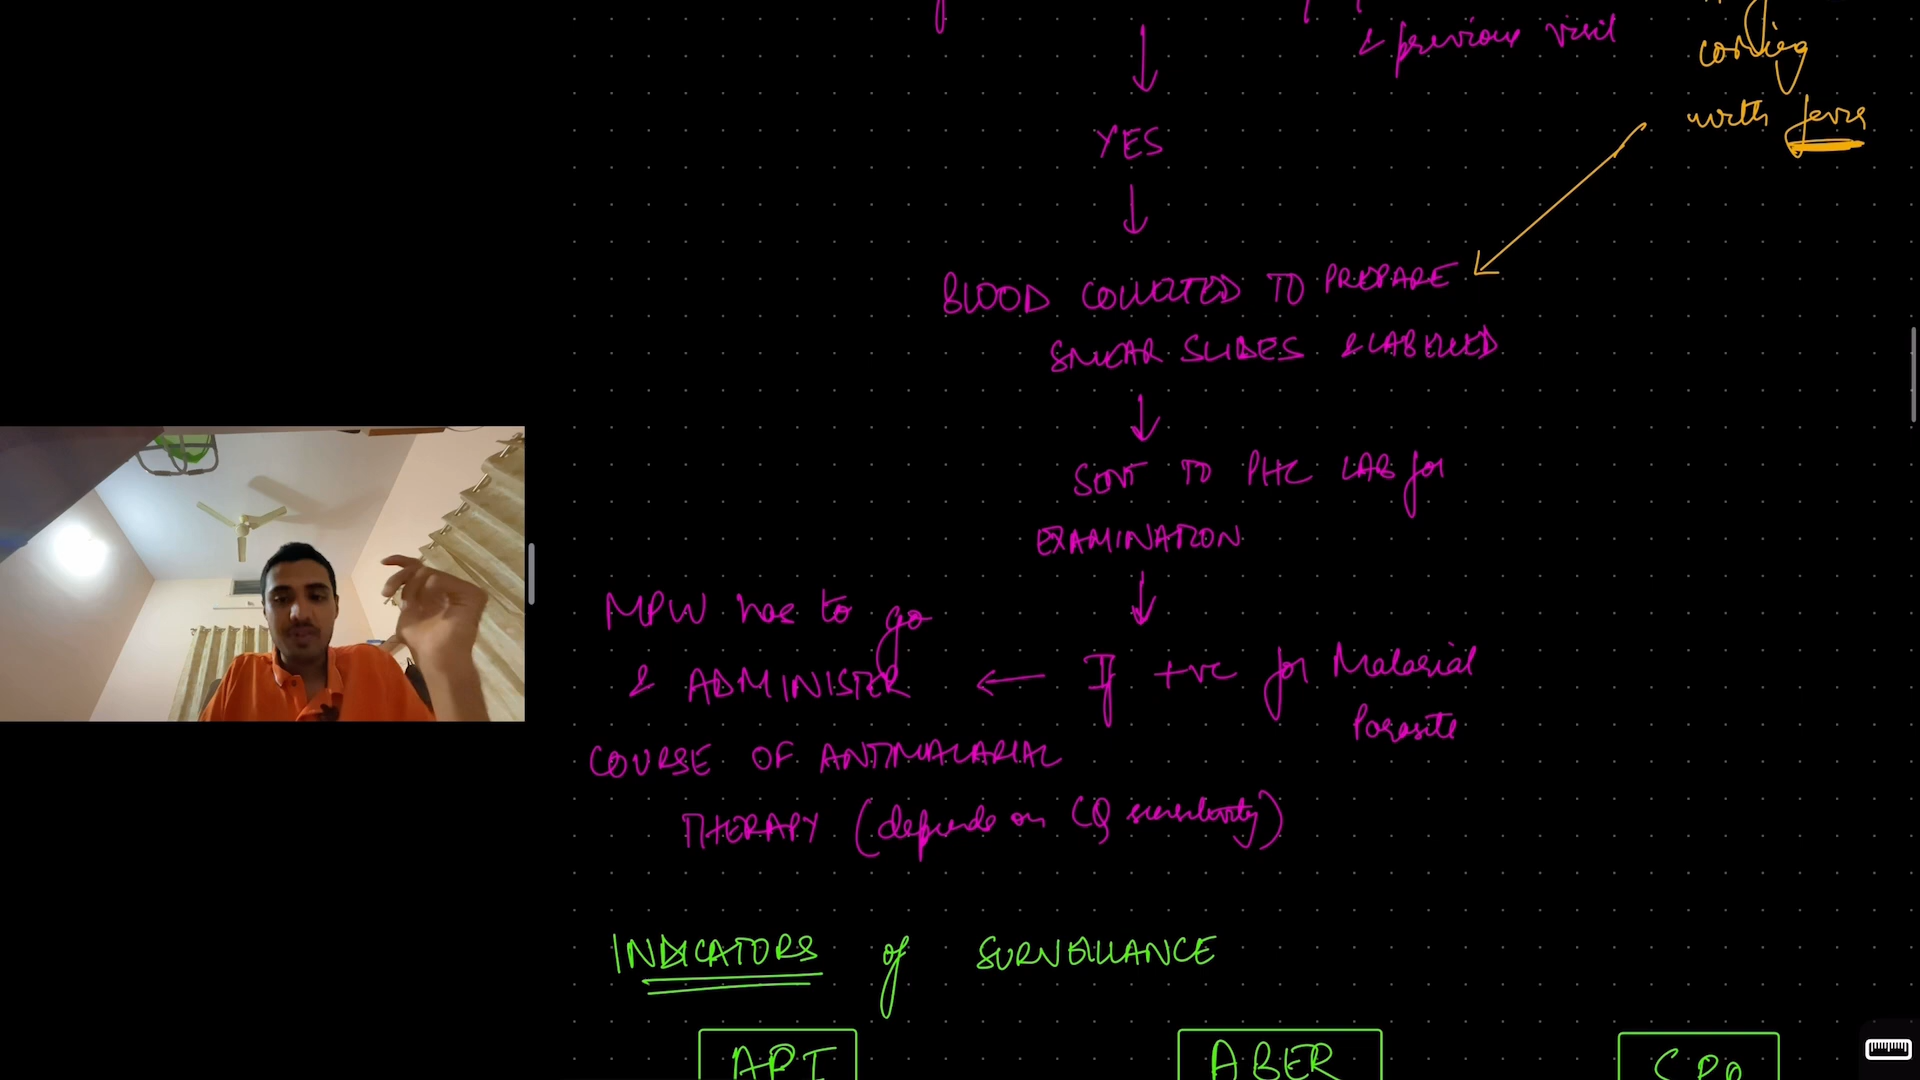 & previous visit
coming
with fever
YES
BLOOD COLLECTED TO PREPARE
SMEAR SLIDES & LABELLED
SENT TO PHC LAB for
EXAMINATION
MPW has to go
& ADMINISTER ← If +ve for Malarial
Parasite
COURSE OF ANTIMALARIAL
THERAPY (depends on CQ sensitivity)
INDICATORS of SURVEILLANCE
API ABER SPR